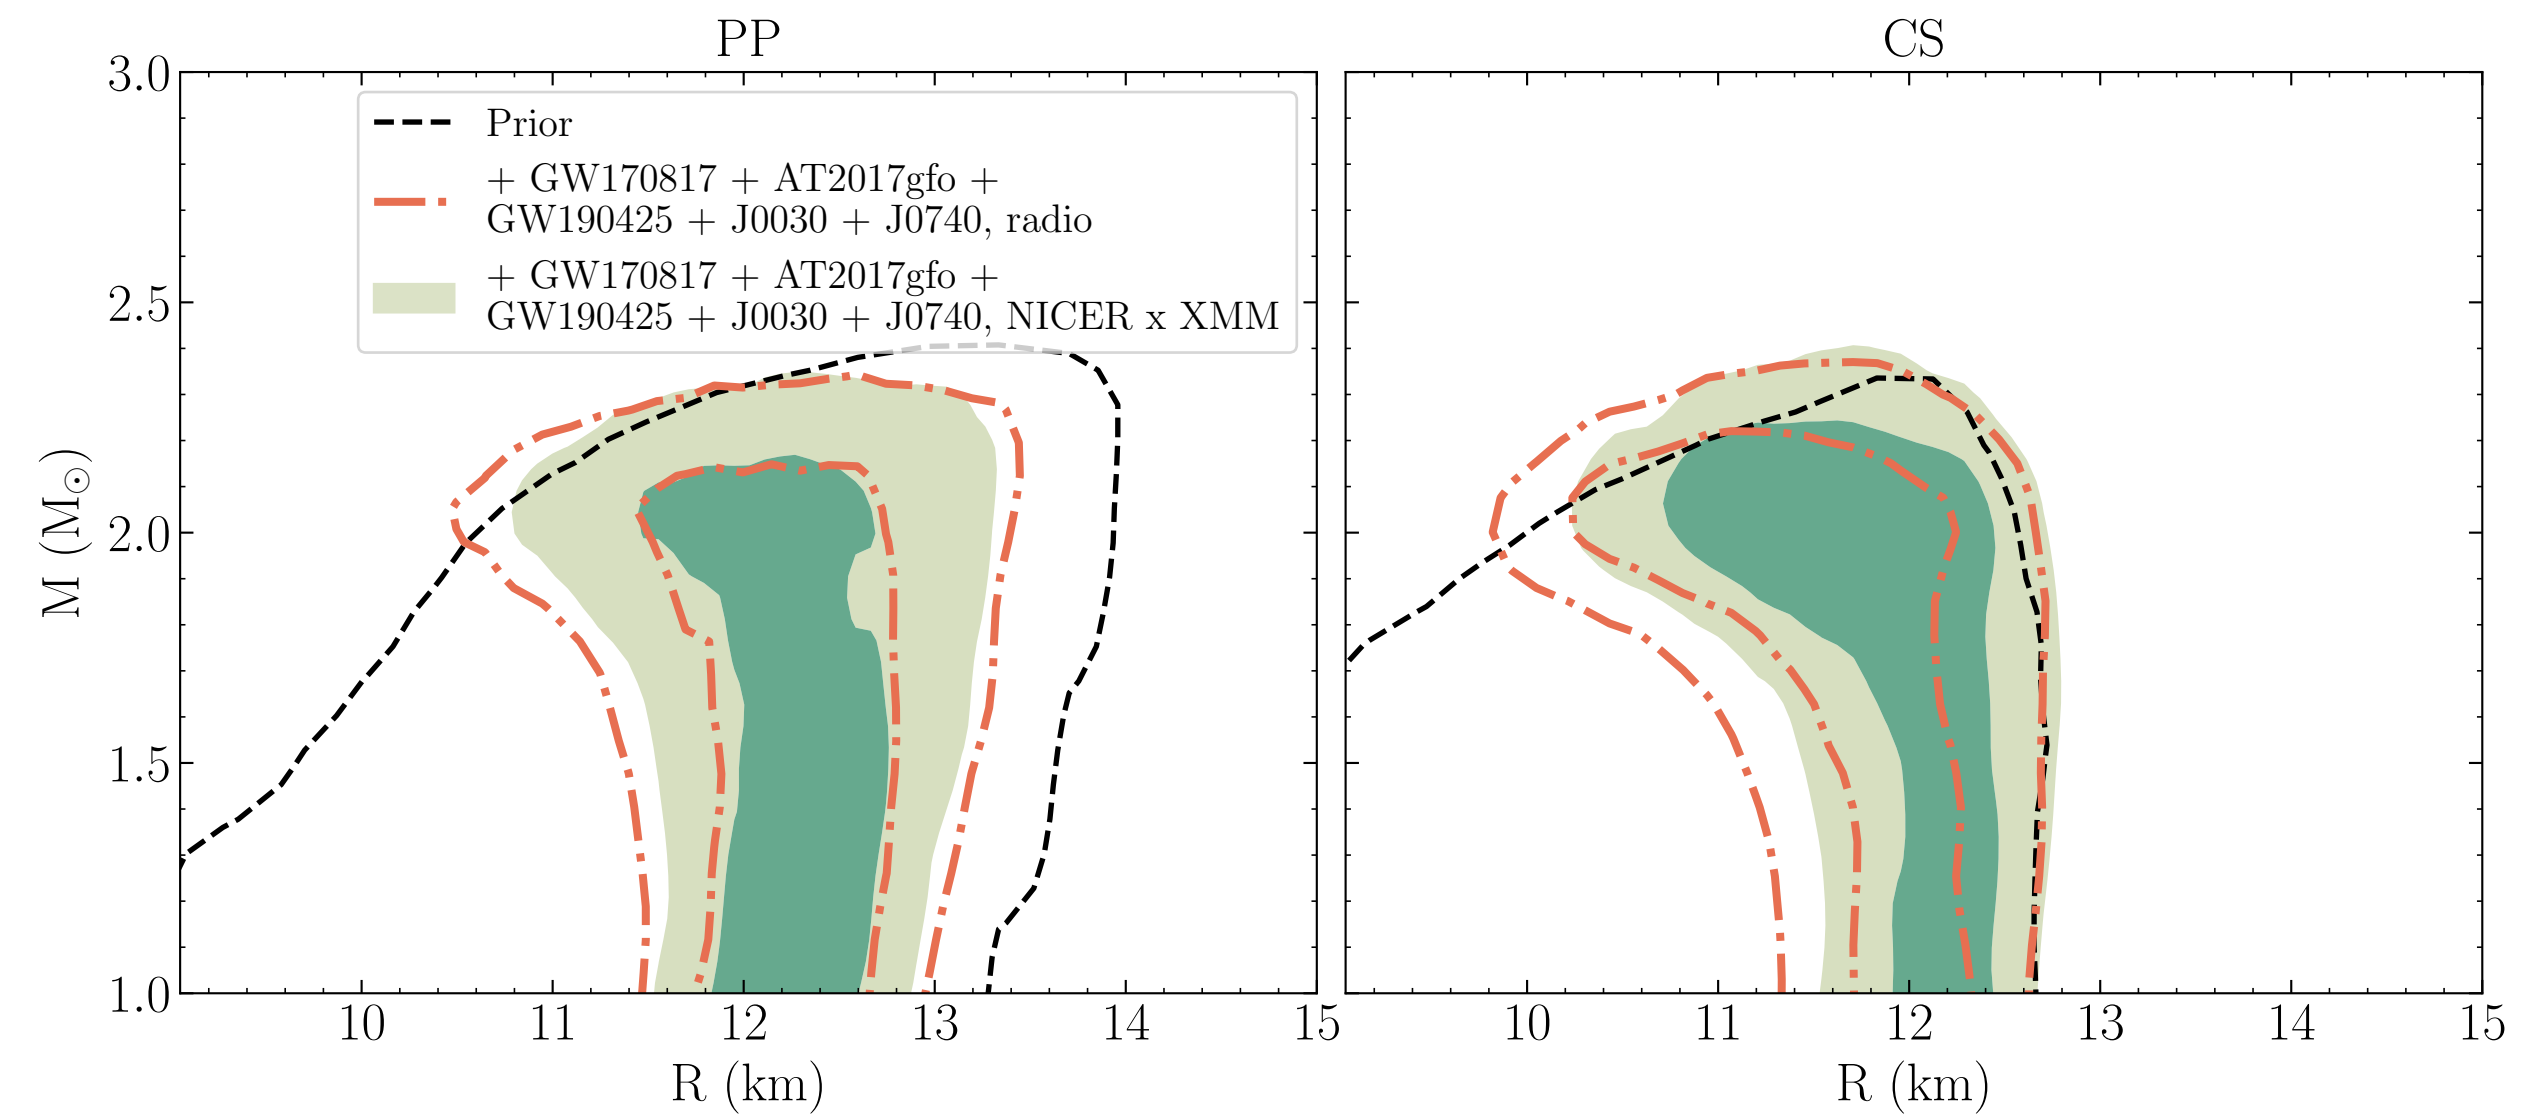 PP
CS
Prior
+ GW170817 + AT2017gfo +
GW190425 + J0030 + J0740, radio
+ GW170817 + AT2017gfo +
GW190425 + J0030 + J0740, NICER x XMM
3.0
2.5
2.0
1.5
1.0
M (M⊙)
10 11 12 13 14 15
10 11 12 13 14 15
R (km)
R (km)